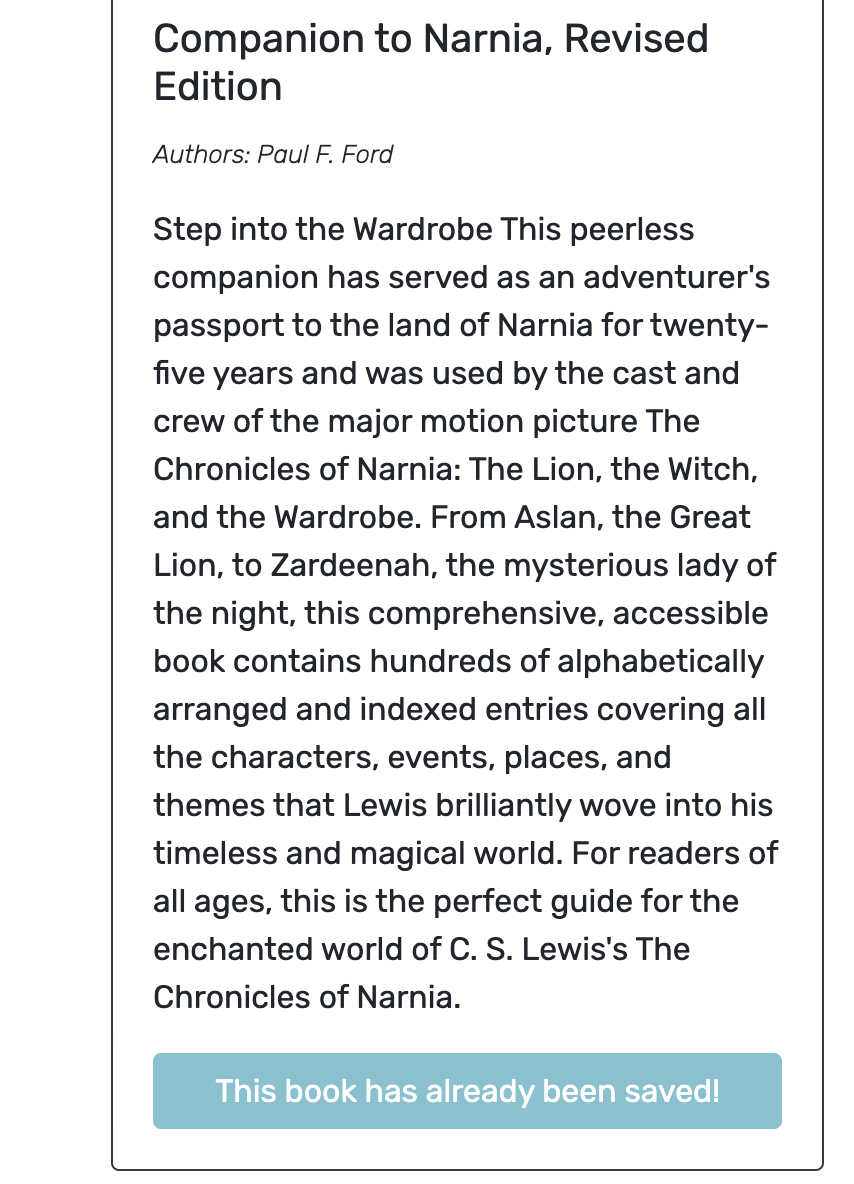 Companion to Narnia, Revised
Edition
Authors: Paul F. Ford
Step into the Wardrobe This peerless
companion has served as an adventurer's
passport to the land of Narnia for twenty-
five years and was used by the cast and
crew of the major motion picture The
Chronicles of Narnia: The Lion, the Witch,
and the Wardrobe. From Aslan, the Great
Lion, to Zardeenah, the mysterious lady of
the night, this comprehensive, accessible
book contains hundreds of alphabetically
arranged and indexed entries covering all
the characters, events, places, and
themes that Lewis brilliantly wove into his
timeless and magical world. For readers of
all ages, this is the perfect guide for the
enchanted world of C. S. Lewis's The
Chronicles of Narnia.
This book has already been saved!